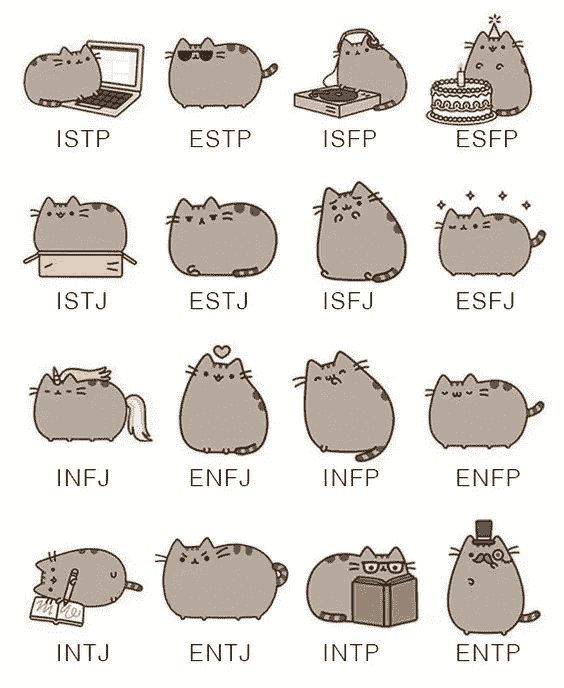 ISTP ESTP ISFP ESFP
ISTJ ESTJ ISFJ ESFJ
INFJ ENFJ INFP ENFP
INTJ ENTJ INTP ENTP